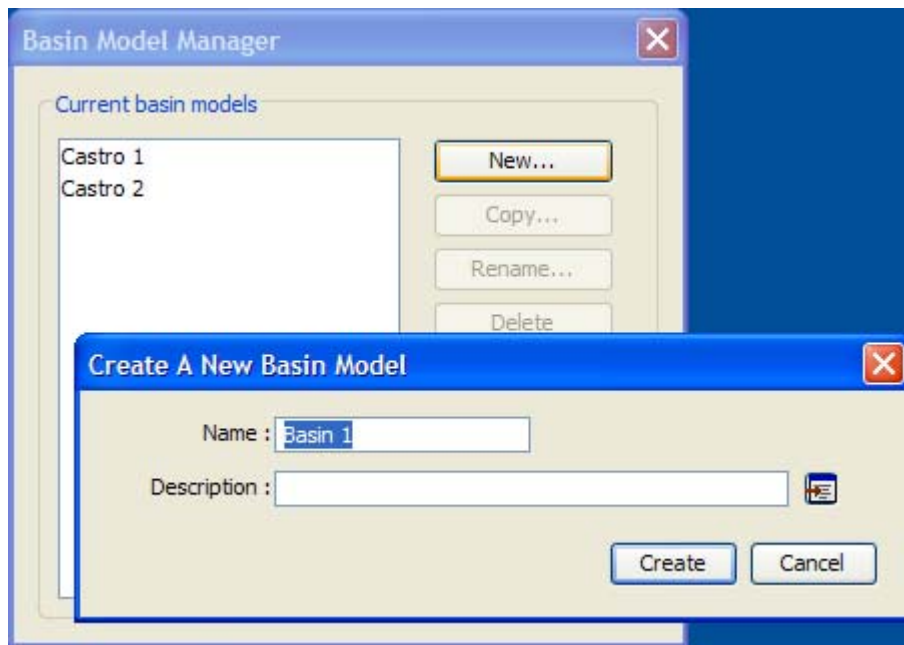 Basin Model Manager
Current basin models
Castro 1
Castro 2
New...
Copy...
Rename...
Delete
Create A New Basin Model
Name : Basin 1
Description :
Create Cancel